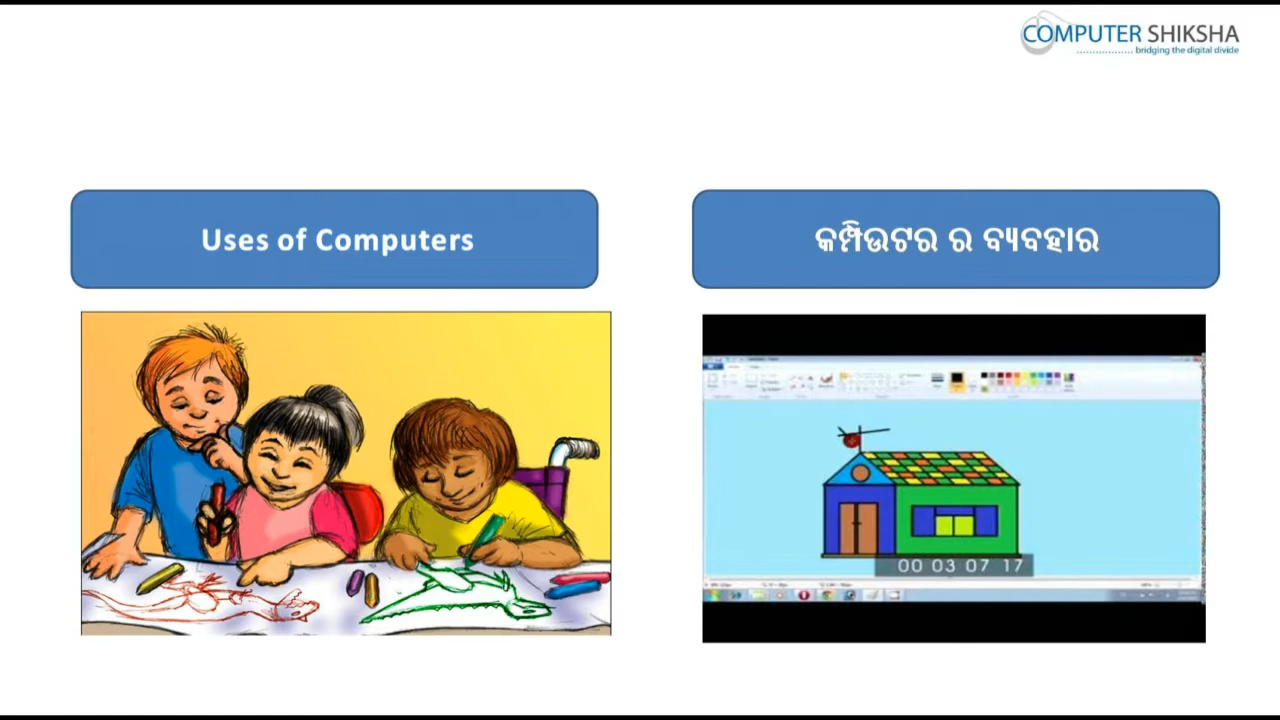 COMPUTER SHIKSHA
.................. bridging the digital divide
Uses of Computers
କମ୍ପିଉଟର ର ବ୍ୟବହାର
00 03 07 17